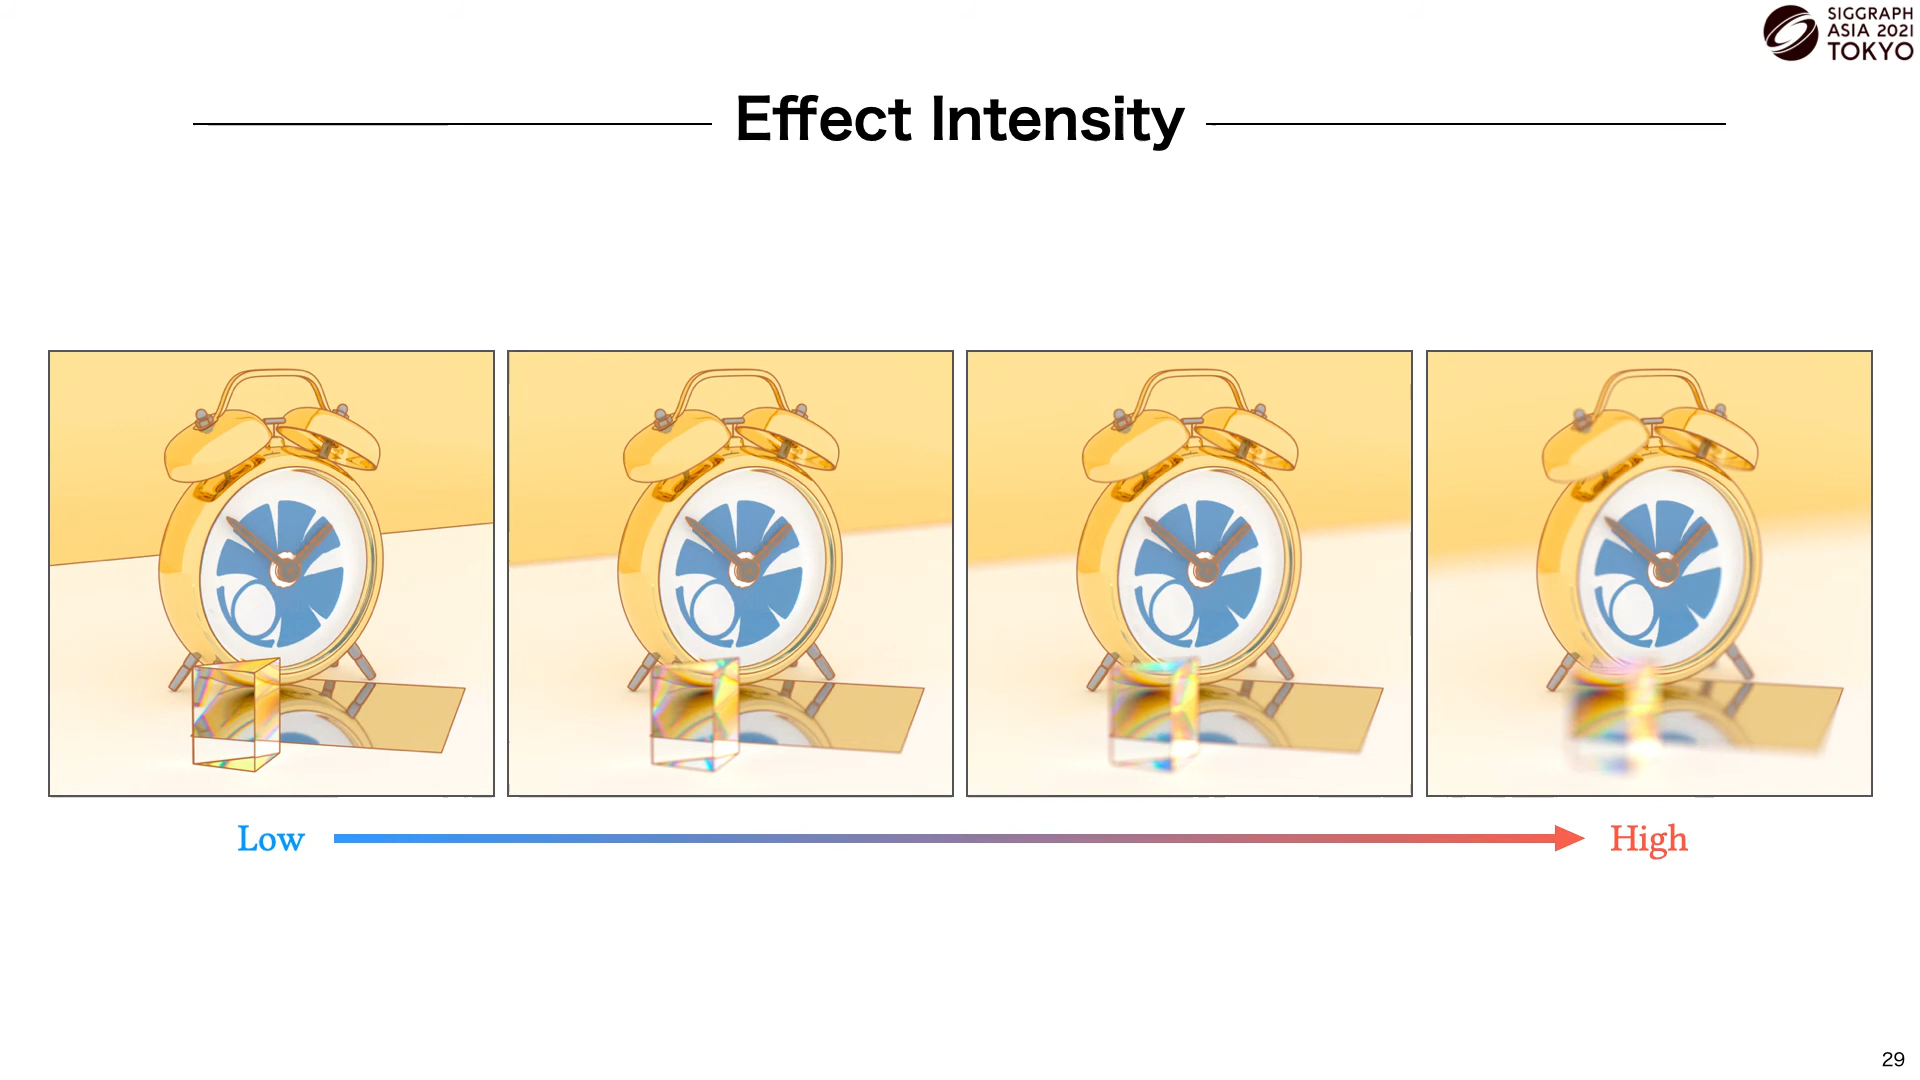 SIGGRAPH
ASIA 2021
TOKYO
Effect Intensity
Low
High
29